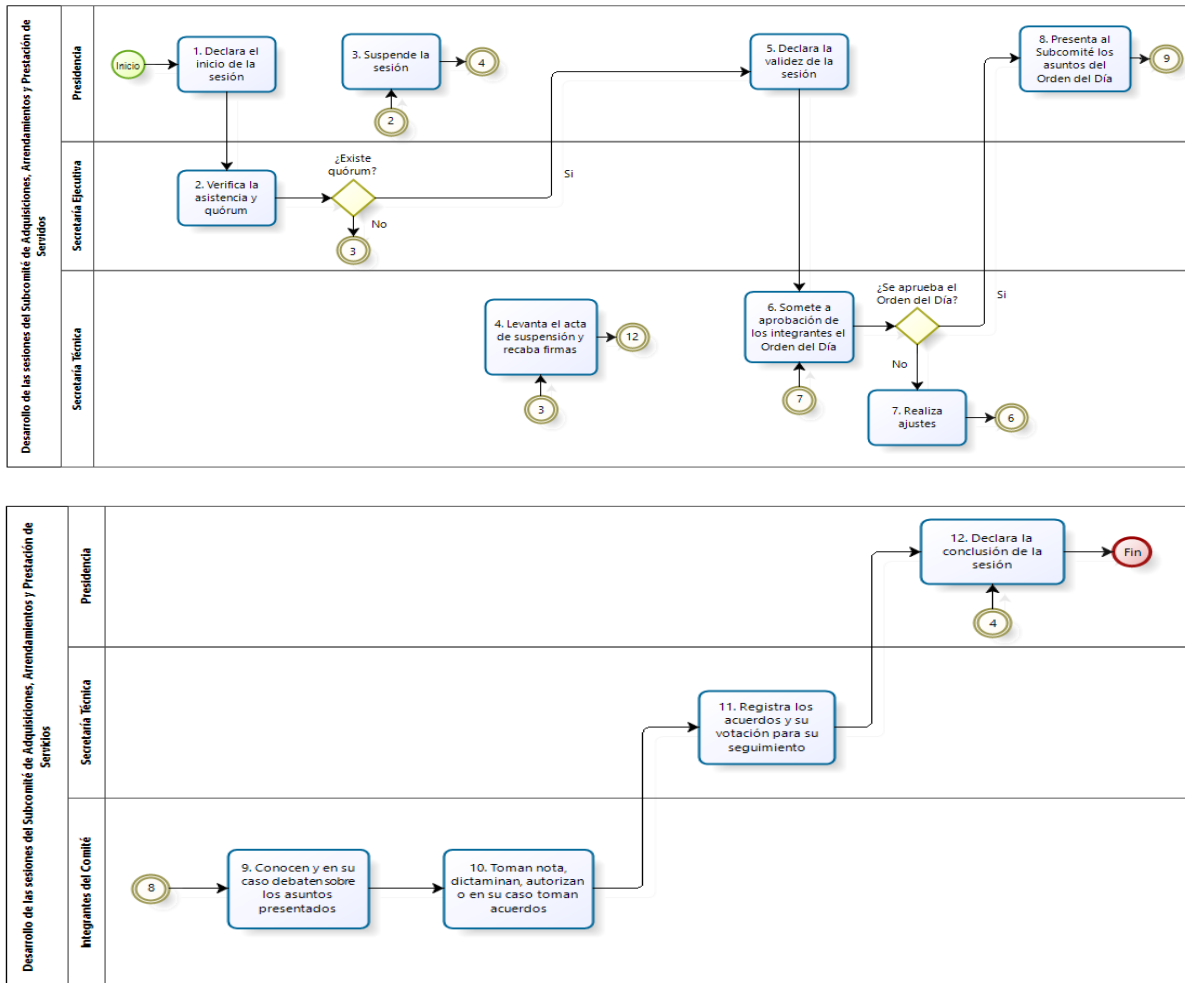 Desarrollo de las sesiones del Subcomité de Adquisiciones, Arrendamientos y Prestación de
Servicios
Presidencia
Inicio
1. Declara el
inicio de la
sesión
3. Suspende la
sesión
4
2
5. Declara la
validez de la
sesión
8. Presenta al
Subcomité los
asuntos del
Orden del Día
9
Secretaría Ejecutiva
2. Verifica la
asistencia y
quórum
¿Existe
quórum?
Si
No
3
Secretaría Técnica
4. Levanta el acta
de suspensión y
recaba firmas
12
3
6. Somete a
aprobación de
los integrantes el
Orden del Día
7
¿Se aprueba el
Orden del Día?
Si
No
7. Realiza
ajustes
6
Desarrollo de las sesiones del Subcomité de Adquisiciones, Arrendamientos y Prestación de
Servicios
Presidencia
12. Declara la
conclusión de la
sesión
Fin
4
Secretaría Técnica
11. Registra los
acuerdos y su
votación para su
seguimiento
Integrantes del Comité
8
9. Conocen y en su
caso debaten sobre
los asuntos
presentados
10. Toman nota,
dictaminan, autorizan
o en su caso toman
acuerdos